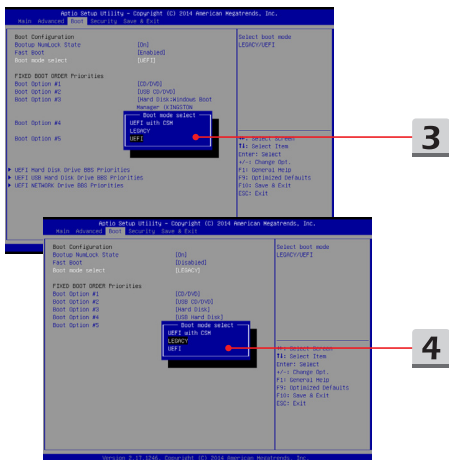 Aptio Setup Utility - Copyright (C) 2014 American Megatrends, Inc.
Main Advanced Boot Security Save & Exit
Boot Configuration
Bootup NumLock State [On]
Fast Boot [Enabled]
Boot mode select [UEFI]
FIXED BOOT ORDER Priorities
Boot Option #1 [CD/DVD]
Boot Option #2 [USB CD/DVD]
Boot Option #3 [Hard Disk:Windows Boot
Manager (KINGSTON
Boot Option #4
Boot Option #5
UEFI Hard Disk Drive BBS Priorities
UEFI USB Hard Disk Drive BBS Priorities
UEFI NETWORK Drive BBS Priorities
Boot mode select
UEFI with CSM
LEGACY
UEFI
Select boot mode
LEGACY/UEFI
Select Screen
Select Item
Enter: Select
+/-: Change Opt.
F1: General Help
F9: Optimized Defaults
F10: Save & Exit
ESC: Exit
3
Aptio Setup Utility - Copyright (C) 2014 American Megatrends, Inc.
Main Advanced Boot Security Save & Exit
Boot Configuration
Bootup NumLock State [On]
Fast Boot [Disabled]
Boot mode select [LEGACY]
FIXED BOOT ORDER Priorities
Boot Option #1 [CD/DVD]
Boot Option #2 [USB CD/DVD]
Boot Option #3 [Hard Disk]
Boot Option #4 [USB Hard Disk]
Boot Option #5
Boot mode select
UEFI with CSM
LEGACY
UEFI
Select boot mode
LEGACY/UEFI
Select Screen
Select Item
Enter: Select
+/-: Change Opt.
F1: General Help
F9: Optimized Defaults
F10: Save & Exit
ESC: Exit
4
Version 2.17.1246. Copyright (C) 2014 American Megatrends, Inc.